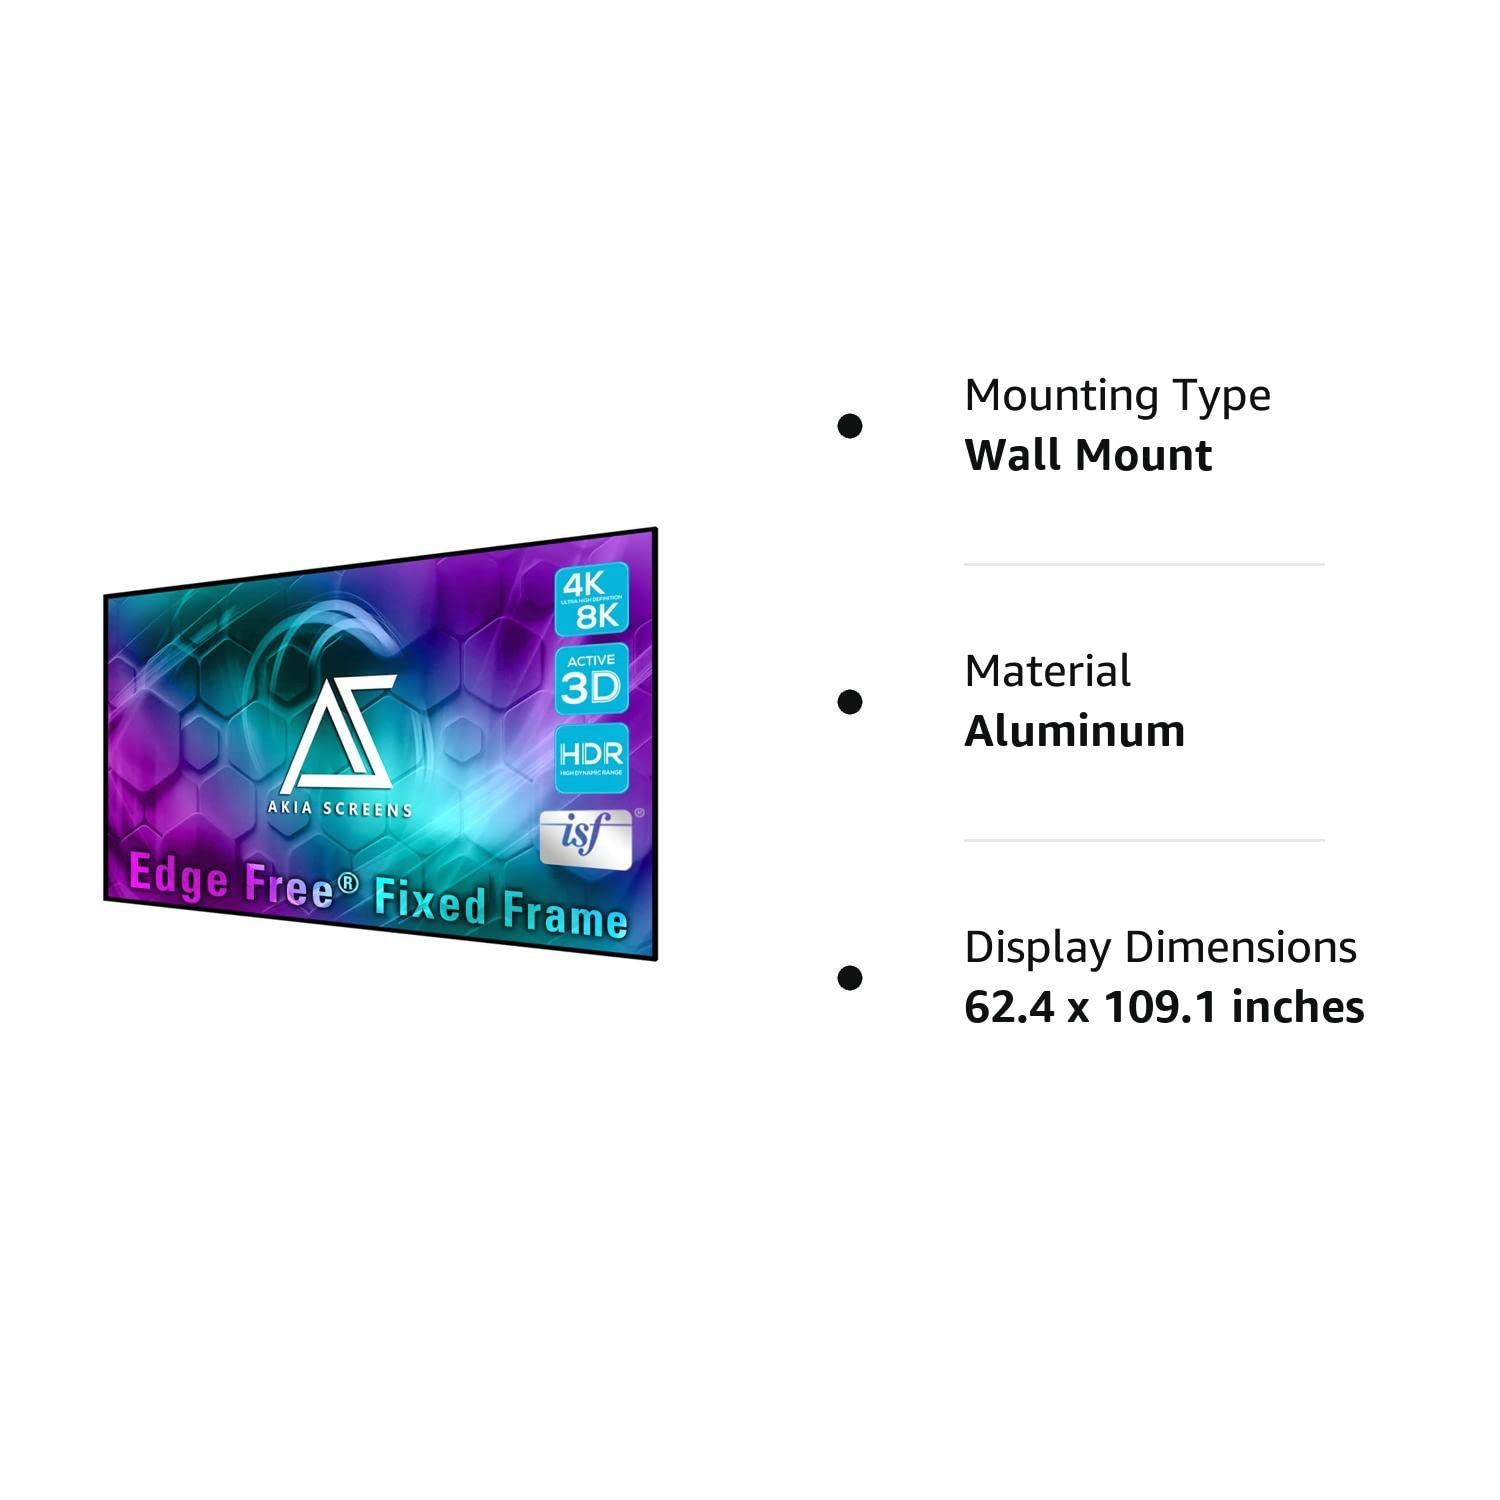 4K
ULTRA HIGH DEFINITION
8K
ACTIVE
3D
HDR
HIGH DYNAMIC RANGE
isf®
AS
AKIA SCREENS
Edge Free® Fixed Frame
Mounting Type
Wall Mount
Material
Aluminum
Display Dimensions
62.4 x 109.1 inches